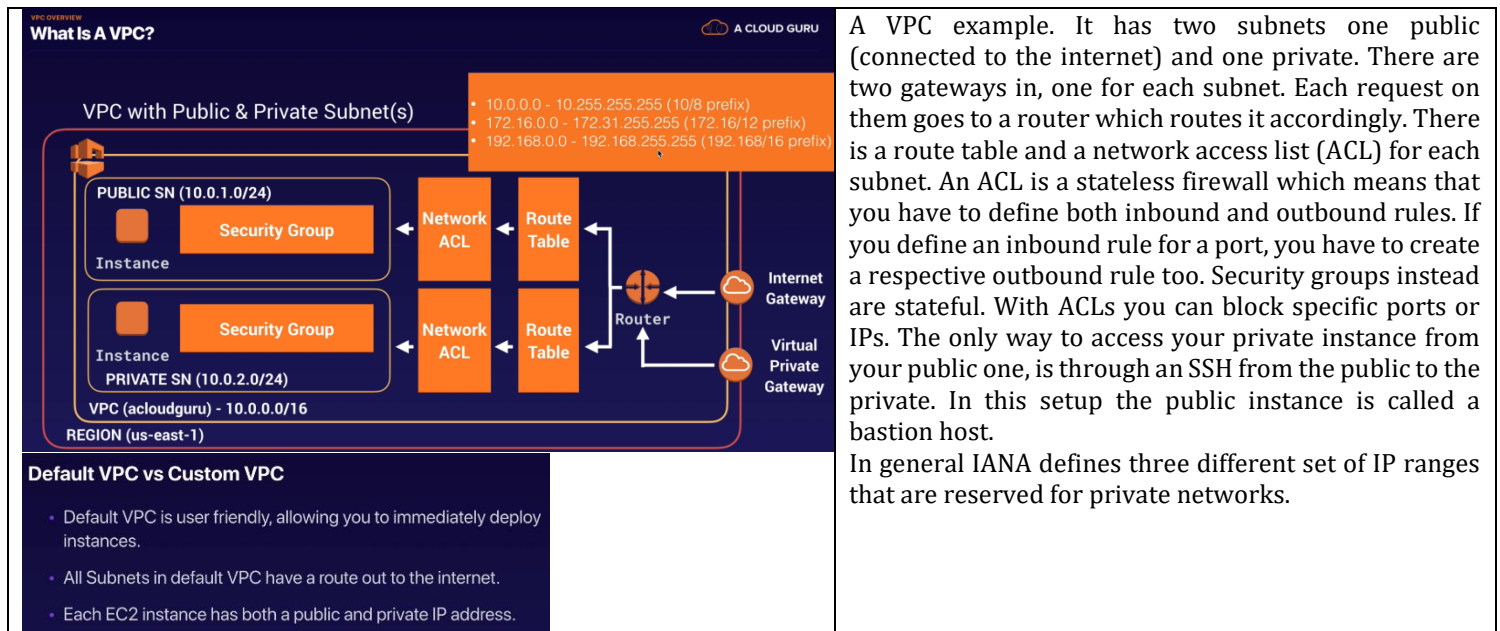 VPC OVERVIEW
What Is A VPC?
A CLOUD GURU
VPC with Public & Private Subnet(s)
• 10.0.0.0 - 10.255.255.255 (10/8 prefix)
• 172.16.0.0 - 172.31.255.255 (172.16/12 prefix)
• 192.168.0.0 - 192.168.255.255 (192.168/16 prefix)
PUBLIC SN (10.0.1.0/24)
Instance
Security Group
Network
ACL
Route
Table
Internet
Gateway
Router
Instance
Security Group
PRIVATE SN (10.0.2.0/24)
Network
ACL
Route
Table
Virtual
Private
Gateway
VPC (acloudguru) - 10.0.0.0/16
REGION (us-east-1)
Default VPC vs Custom VPC
• Default VPC is user friendly, allowing you to immediately deploy
instances.
• All Subnets in default VPC have a route out to the internet.
• Each EC2 instance has both a public and private IP address.
A VPC example. It has two subnets one public
(connected to the internet) and one private. There are
two gateways in, one for each subnet. Each request on
them goes to a router which routes it accordingly. There
is a route table and a network access list (ACL) for each
subnet. An ACL is a stateless firewall which means that
you have to define both inbound and outbound rules. If
you define an inbound rule for a port, you have to create
a respective outbound rule too. Security groups instead
are stateful. With ACLs you can block specific ports or
IPs. The only way to access your private instance from
your public one, is through an SSH from the public to the
private. In this setup the public instance is called a
bastion host.
In general IANA defines three different set of IP ranges
that are reserved for private networks.